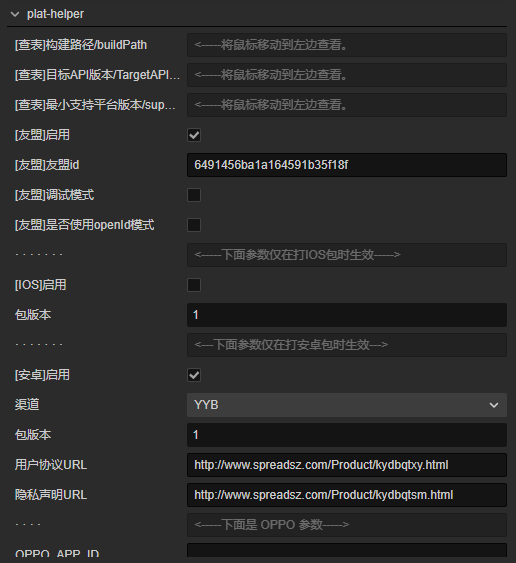 plat-helper
[查表]构建路径/buildPath <-----将鼠标移动到左边查看。
[查表]目标API版本/TargetAPI... <-----将鼠标移动到左边查看。
[查表]最小支持平台版本/sup... <-----将鼠标移动到左边查看。
[友盟]启用
[友盟]友盟id 6491456ba1a164591b35f18f
[友盟]调试模式
[友盟]是否使用openId模式
· · · · · · · <-----下面参数仅在打IOS包时生效----->
[IOS]启用
包版本 1
· · · · · · · <---下面参数仅在打安卓包时生效--->
[安卓]启用
渠道 YYB
包版本 1
用户协议URL http://www.spreadsz.com/Product/kydbqtxy.html
隐私声明URL http://www.spreadsz.com/Product/kydbqtsm.html
· · · · <-----下面是 OPPO 参数----->
OPPO_APP_ID